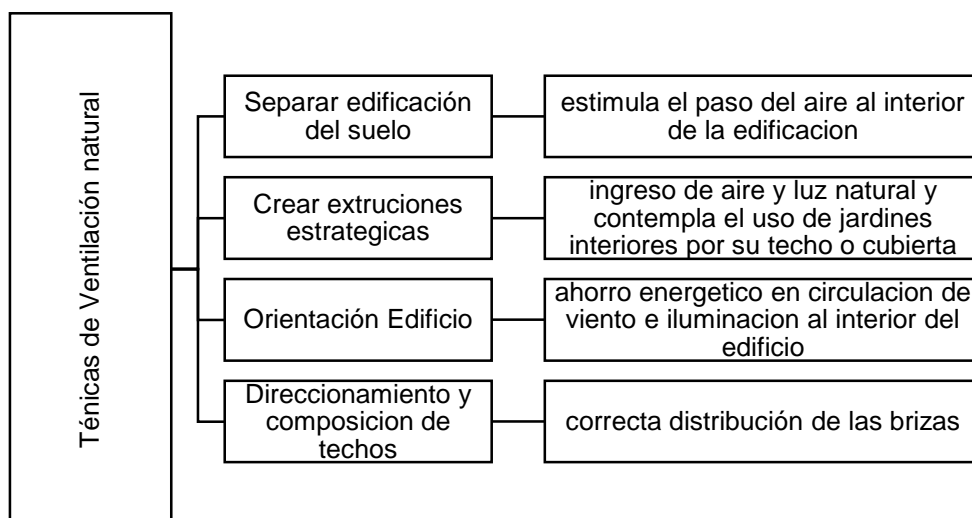 Ténicas de Ventilación natural
Separar edificación
del suelo
estimula el paso del aire al interior
de la edificacion
Crear extruciones
estrategicas
ingreso de aire y luz natural y
contempla el uso de jardines
interiores por su techo o cubierta
Orientación Edificio
ahorro energetico en circulacion de
viento e iluminacion al interior del
edificio
Direccionamiento y
composicion de
techos
correcta distribución de las brizas